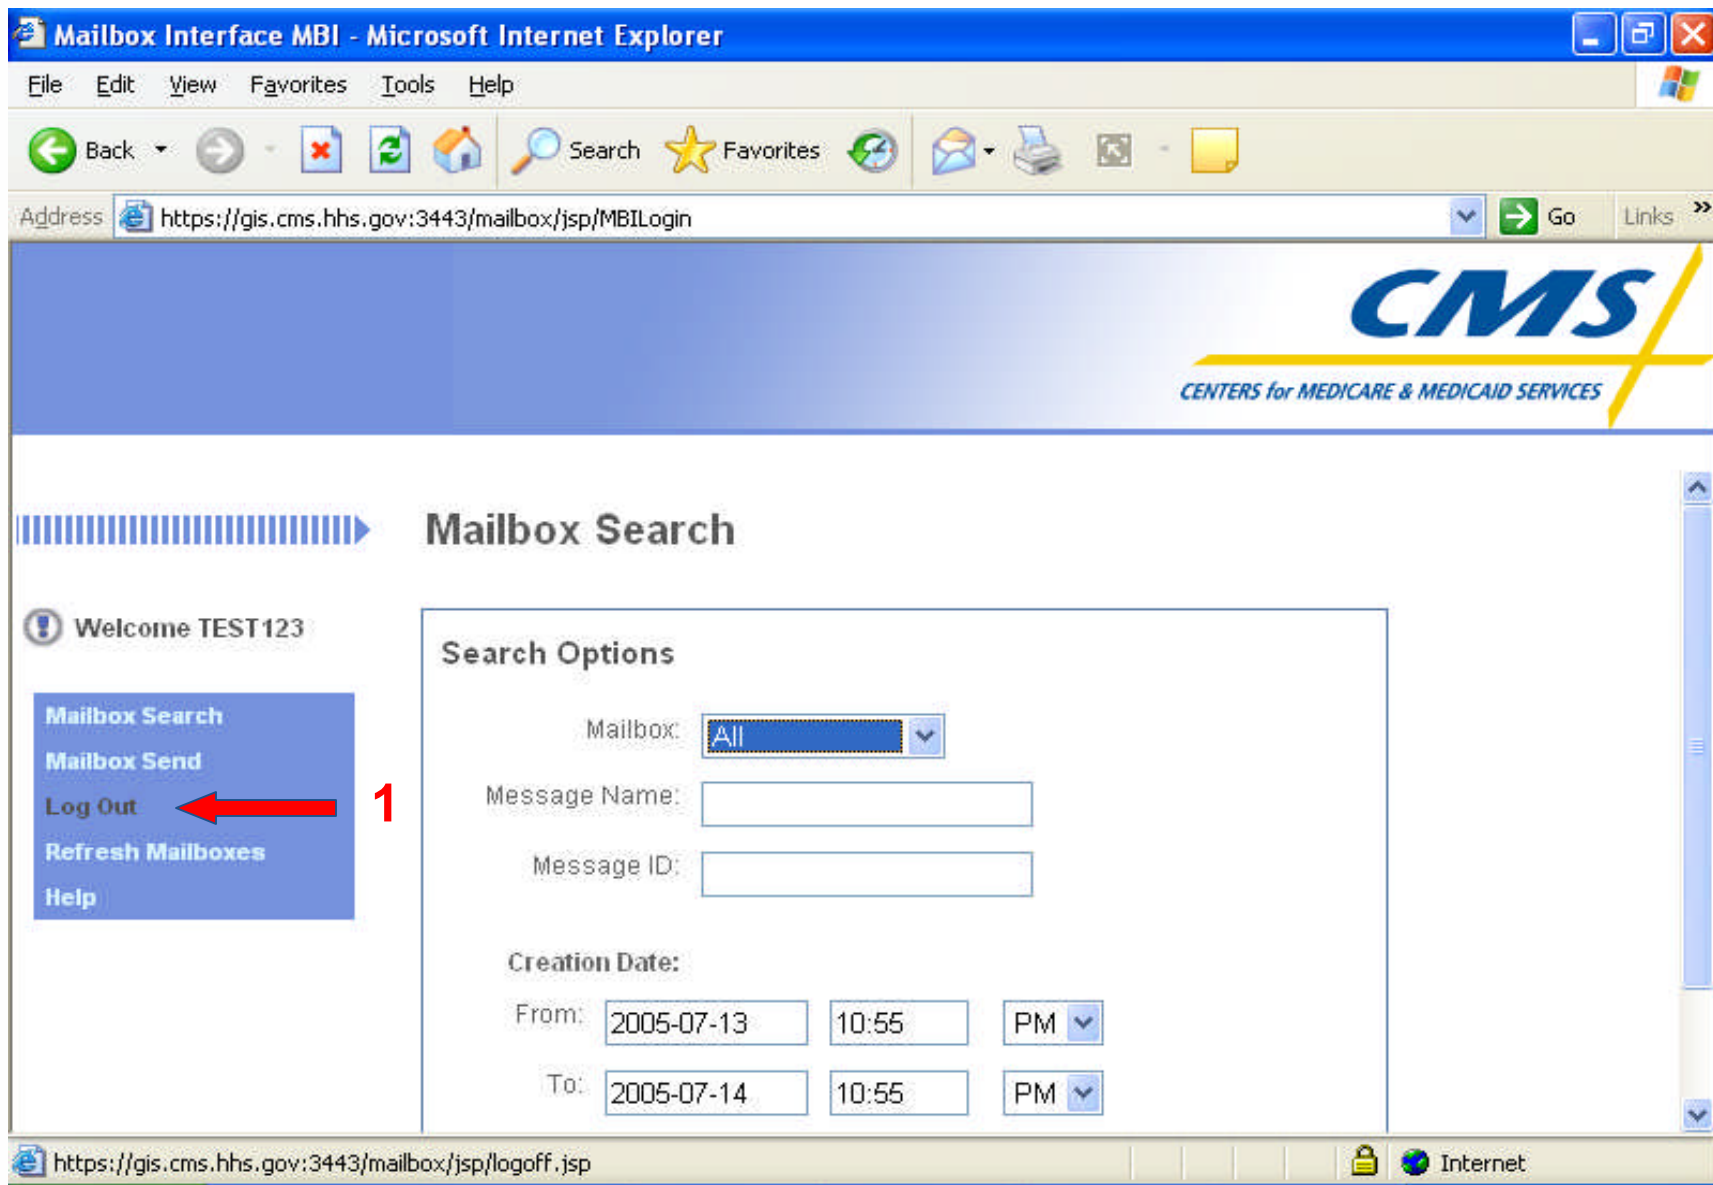 Mailbox Interface MBI - Microsoft Internet Explorer
File Edit View Favorites Tools Help
Back Search Favorites
Address https://gis.cms.hhs.gov:3443/mailbox/jsp/MBILogin Go Links »
CMS
CENTERS for MEDICARE & MEDICAID SERVICES
Mailbox Search
Welcome TEST123
Mailbox Search
Mailbox Send
Log Out 1
Refresh Mailboxes
Help
Search Options
Mailbox: All
Message Name:
Message ID:
Creation Date:
From: 2005-07-13 10:55 PM
To: 2005-07-14 10:55 PM
https://gis.cms.hhs.gov:3443/mailbox/jsp/logoff.jsp Internet